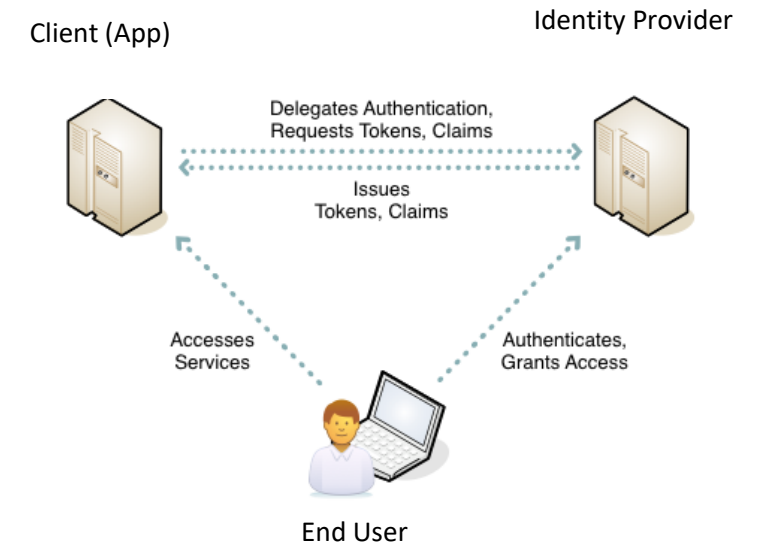 Client (App)
Identity Provider
Delegates Authentication,
Requests Tokens, Claims
Issues
Tokens, Claims
Accesses
Services
Authenticates,
Grants Access
End User